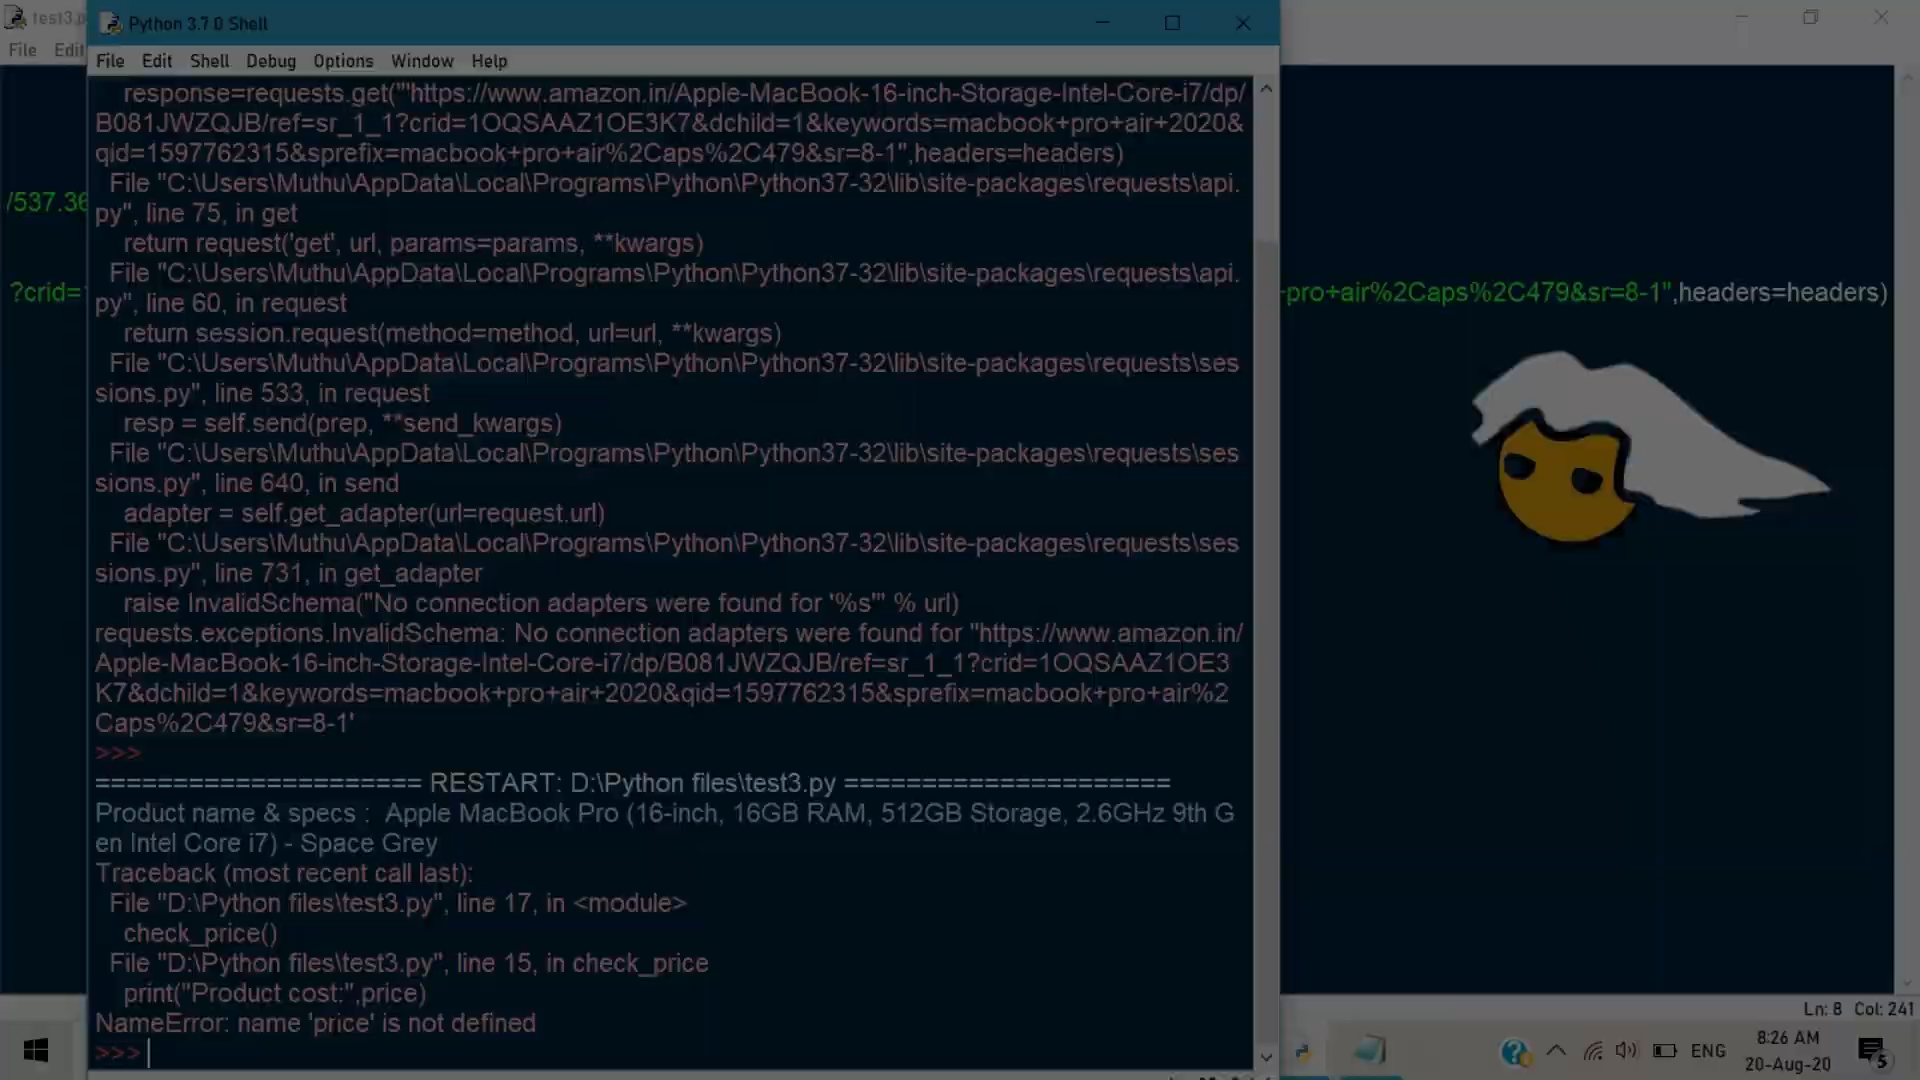 test3.p
Python 3.7.0 Shell
File Edit
File Edit Shell Debug Options Window Help
response=requests.get("'https://www.amazon.in/Apple-MacBook-16-inch-Storage-Intel-Core-i7/dp/
B081JWZQJB/ref=sr_1_1?crid=1OQSAAZ1OE3K7&dchild=1&keywords=macbook+pro+air+2020&
qid=1597762315&sprefix=macbook+pro+air%2Caps%2C479&sr=8-1",headers=headers)
File "C:\Users\Muthu\AppData\Local\Programs\Python\Python37-32\lib\site-packages\requests\api.
py", line 75, in get
return request('get', url, params=params, **kwargs)
File "C:\Users\Muthu\AppData\Local\Programs\Python\Python37-32\lib\site-packages\requests\api.
py", line 60, in request
return session.request(method=method, url=url, **kwargs)
File "C:\Users\Muthu\AppData\Local\Programs\Python\Python37-32\lib\site-packages\requests\ses
sions.py", line 533, in request
resp = self.send(prep, **send_kwargs)
File "C:\Users\Muthu\AppData\Local\Programs\Python\Python37-32\lib\site-packages\requests\ses
sions.py", line 640, in send
adapter = self.get_adapter(url=request.url)
File "C:\Users\Muthu\AppData\Local\Programs\Python\Python37-32\lib\site-packages\requests\ses
sions.py", line 731, in get_adapter
raise InvalidSchema("No connection adapters were found for '%s'" % url)
requests.exceptions.InvalidSchema: No connection adapters were found for ''https://www.amazon.in/
Apple-MacBook-16-inch-Storage-Intel-Core-i7/dp/B081JWZQJB/ref=sr_1_1?crid=1OQSAAZ1OE3
K7&dchild=1&keywords=macbook+pro+air+2020&qid=1597762315&sprefix=macbook+pro+air%2
Caps%2C479&sr=8-1'
>>>
===================== RESTART: D:\Python files\test3.py =====================
Product name & specs :  Apple MacBook Pro (16-inch, 16GB RAM, 512GB Storage, 2.6GHz 9th G
en Intel Core i7) - Space Grey
Traceback (most recent call last):
File "D:\Python files\test3.py", line 17, in <module>
check_price()
File "D:\Python files\test3.py", line 15, in check_price
print("Product cost:",price)
NameError: name 'price' is not defined
>>>
/537.36
?crid=
-pro+air%2Caps%2C479&sr=8-1",headers=headers)
Ln: 8 Col: 241
ENG
8:26 AM
20-Aug-20
5